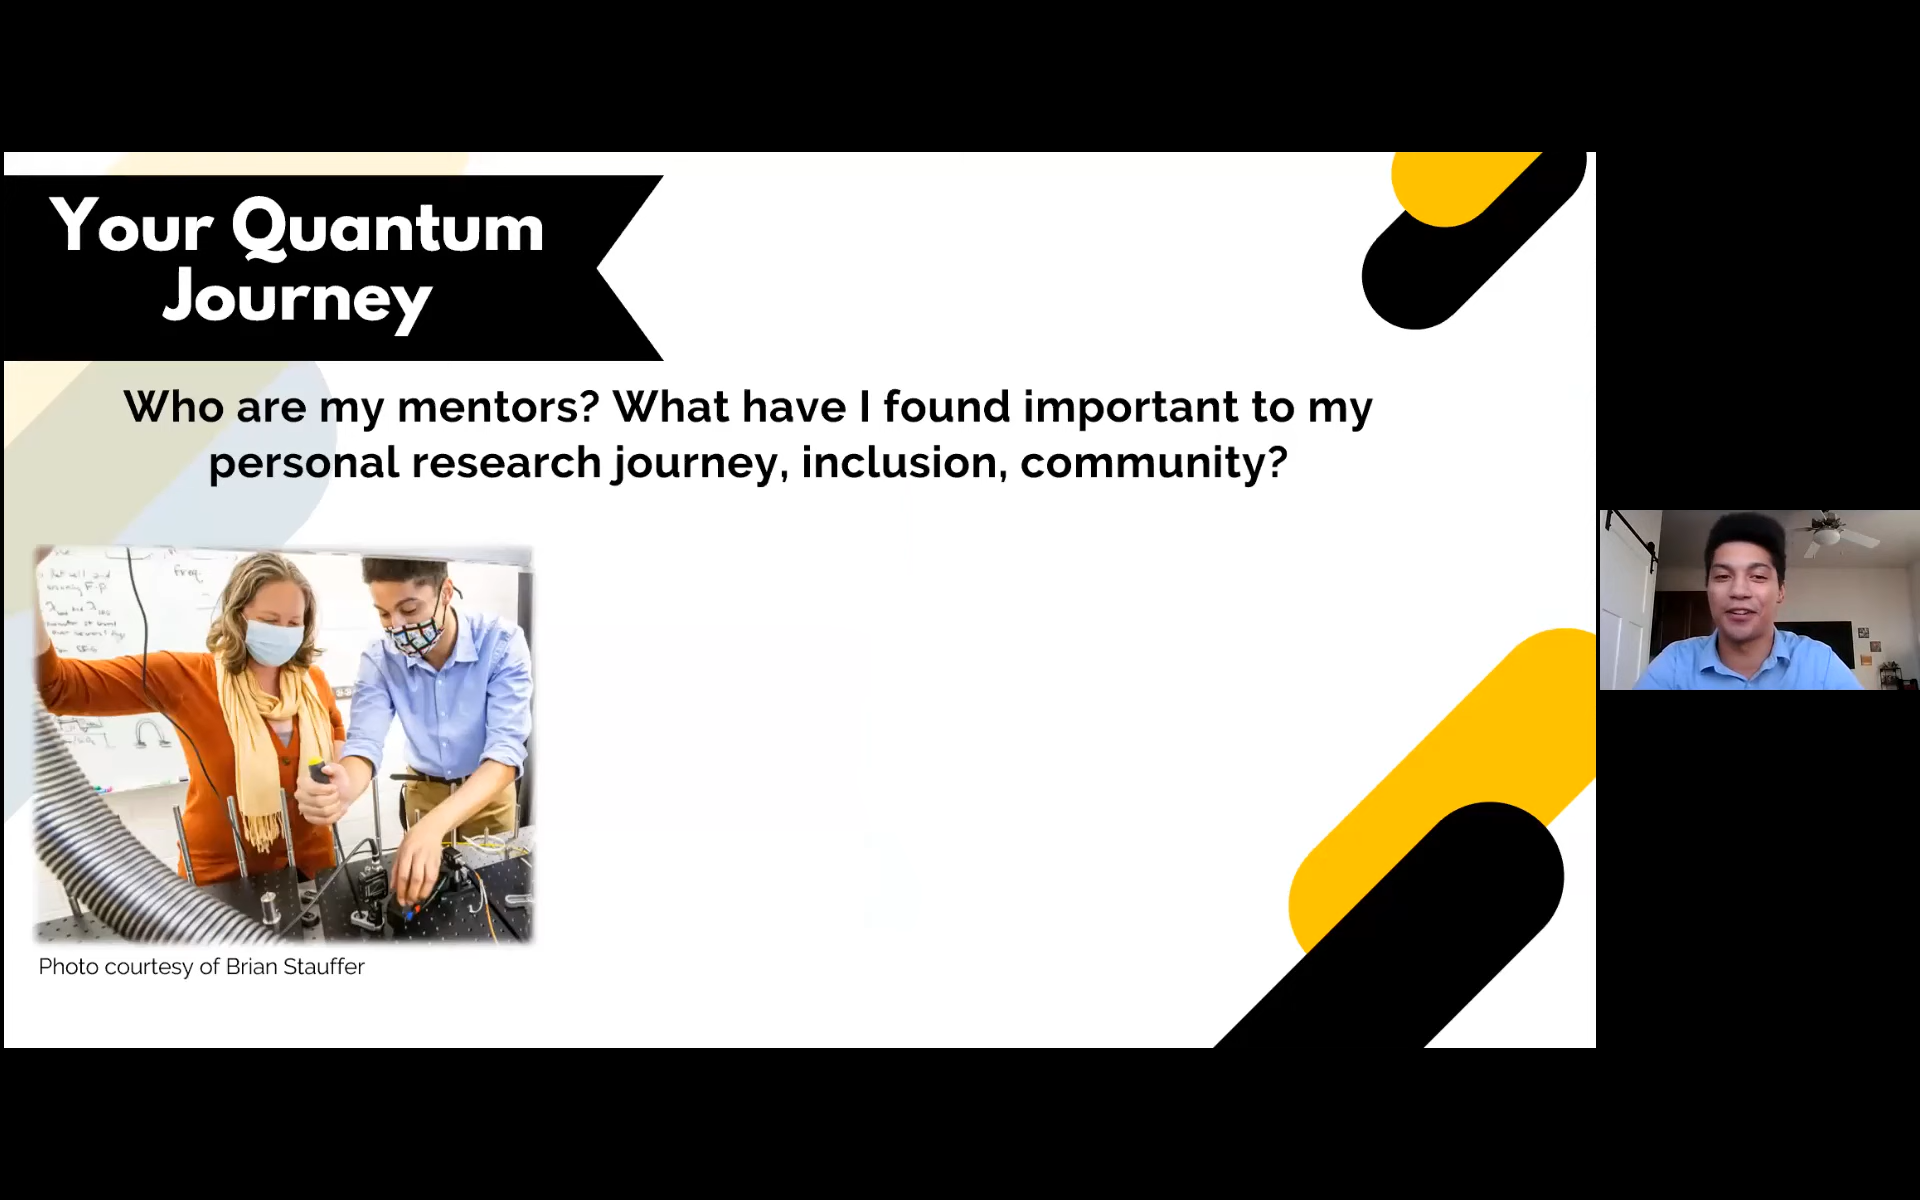 Your Quantum
Journey
Who are my mentors? What have I found important to my
personal research journey, inclusion, community?
Freq.
Photo courtesy of Brian Stauffer